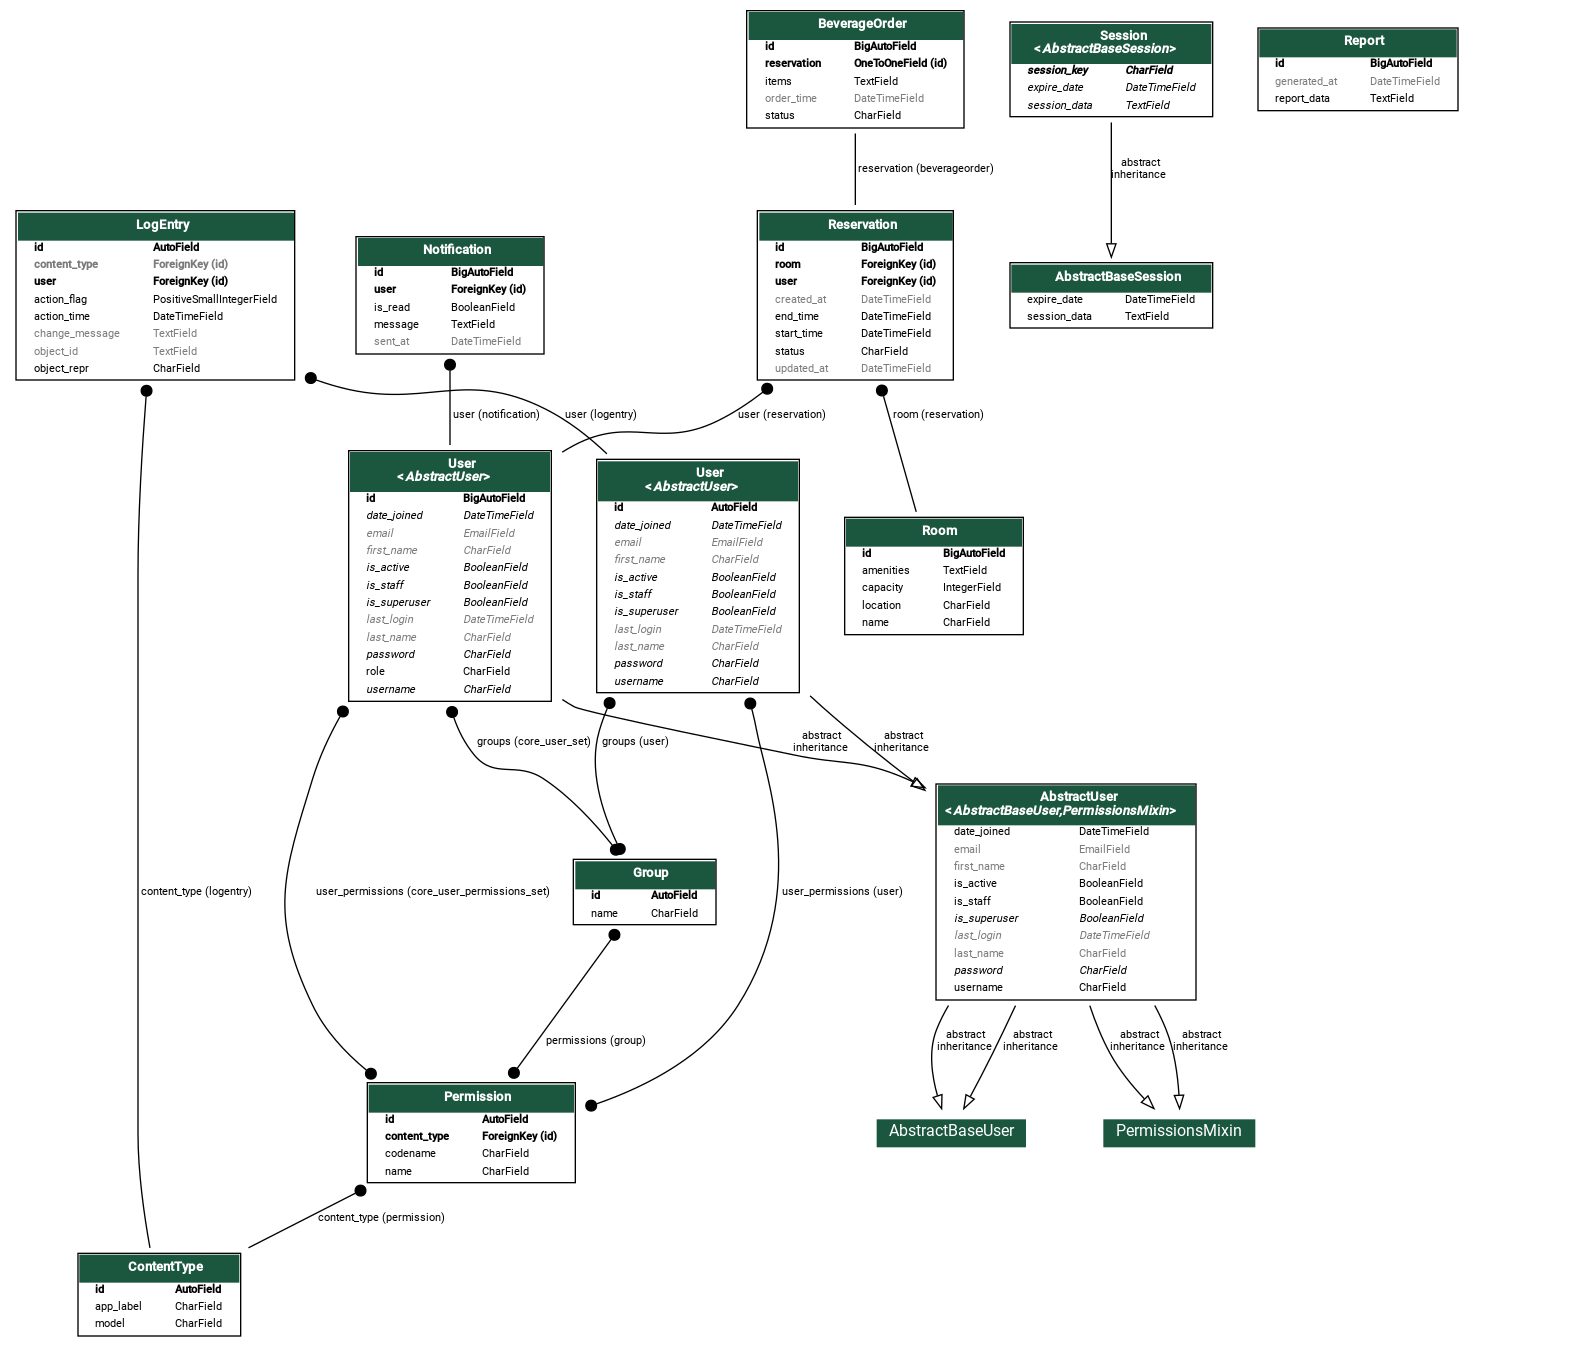 BeverageOrder
id BigAutoField
reservation OneToOneField (id)
items TextField
order_time DateTimeField
status CharField
Session
<AbstractBaseSession>
session_key CharField
expire_date DateTimeField
session_data TextField
Report
id BigAutoField
generated_at DateTimeField
report_data TextField
reservation (beverageorder)
abstract
inheritance
LogEntry
id AutoField
content_type ForeignKey (id)
user ForeignKey (id)
action_flag PositiveSmallIntegerField
action_time DateTimeField
change_message TextField
object_id TextField
object_repr CharField
Notification
id BigAutoField
user ForeignKey (id)
is_read BooleanField
message TextField
sent_at DateTimeField
Reservation
id BigAutoField
room ForeignKey (id)
user ForeignKey (id)
created_at DateTimeField
end_time DateTimeField
start_time DateTimeField
status CharField
updated_at DateTimeField
AbstractBaseSession
expire_date DateTimeField
session_data TextField
user (notification)
user (logentry)
user (reservation)
room (reservation)
User
<AbstractUser>
id BigAutoField
date_joined DateTimeField
email EmailField
first_name CharField
is_active BooleanField
is_staff BooleanField
is_superuser BooleanField
last_login DateTimeField
last_name CharField
password CharField
role CharField
username CharField
User
<AbstractUser>
id AutoField
date_joined DateTimeField
email EmailField
first_name CharField
is_active BooleanField
is_staff BooleanField
is_superuser BooleanField
last_login DateTimeField
last_name CharField
password CharField
username CharField
Room
id BigAutoField
amenities TextField
capacity IntegerField
location CharField
name CharField
groups (core_user_set)
groups (user)
abstract
inheritance
abstract
inheritance
AbstractUser
<AbstractBaseUser,PermissionsMixin>
date_joined DateTimeField
email EmailField
first_name CharField
is_active BooleanField
is_staff BooleanField
is_superuser BooleanField
last_login DateTimeField
last_name CharField
password CharField
username CharField
content_type (logentry)
user_permissions (core_user_permissions_set)
Group
id AutoField
name CharField
user_permissions (user)
permissions (group)
abstract
inheritance
abstract
inheritance
abstract
inheritance
abstract
inheritance
Permission
id AutoField
content_type ForeignKey (id)
codename CharField
name CharField
AbstractBaseUser
PermissionsMixin
content_type (permission)
ContentType
id AutoField
app_label CharField
model CharField